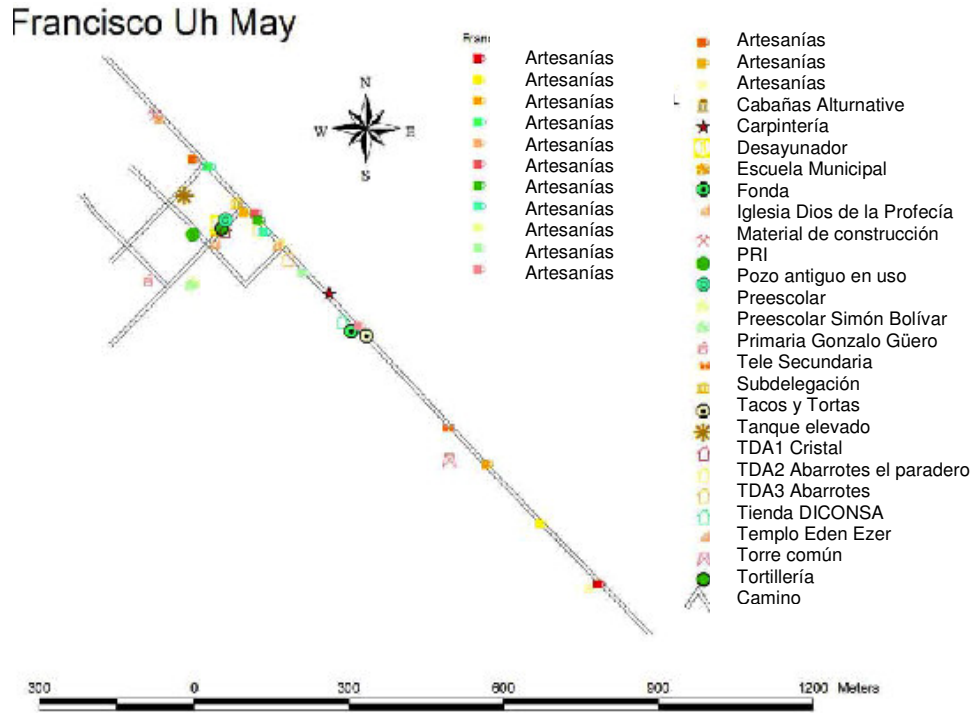 Francisco Uh May
N
W E
S
Fran
Artesanías
Artesanías
Artesanías
Artesanías
Artesanías
Artesanías
Artesanías
Artesanías
Artesanías
Artesanías
Artesanías
Artesanías
Artesanías
Artesanías
Cabañas Alturnative
Carpintería
Desayunador
Escuela Municipal
Fonda
Iglesia Dios de la Profecía
Material de construcción
PRI
Pozo antiguo en uso
Preescolar
Preescolar Simón Bolívar
Primaria Gonzalo Güero
Tele Secundaria
Subdelegación
Tacos y Tortas
Tanque elevado
TDA1 Cristal
TDA2 Abarrotes el paradero
TDA3 Abarrotes
Tienda DICONSA
Templo Eden Ezer
Torre común
Tortillería
Camino
300 0 300 600 900 1200 Meters